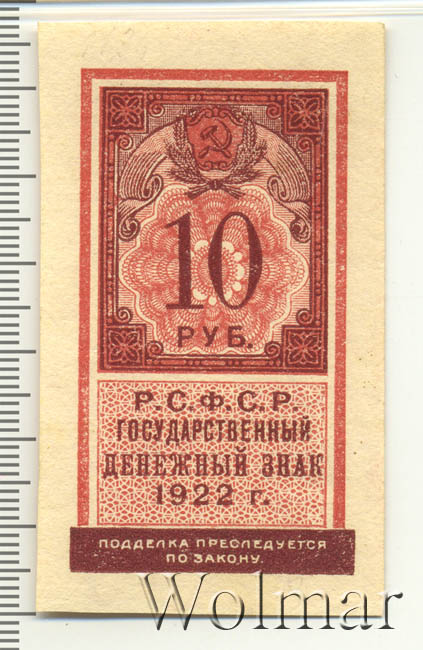 10
РУБ.
Р.С.Ф.С.Р.
ГОСУДАРСТВЕННЫЙ
ДЕНЕЖНЫЙ ЗНАК
1922 г.
ПОДДЕЛКА ПРЕСЛЕДУЕТСЯ
ПО ЗАКОНУ.
Wolmar